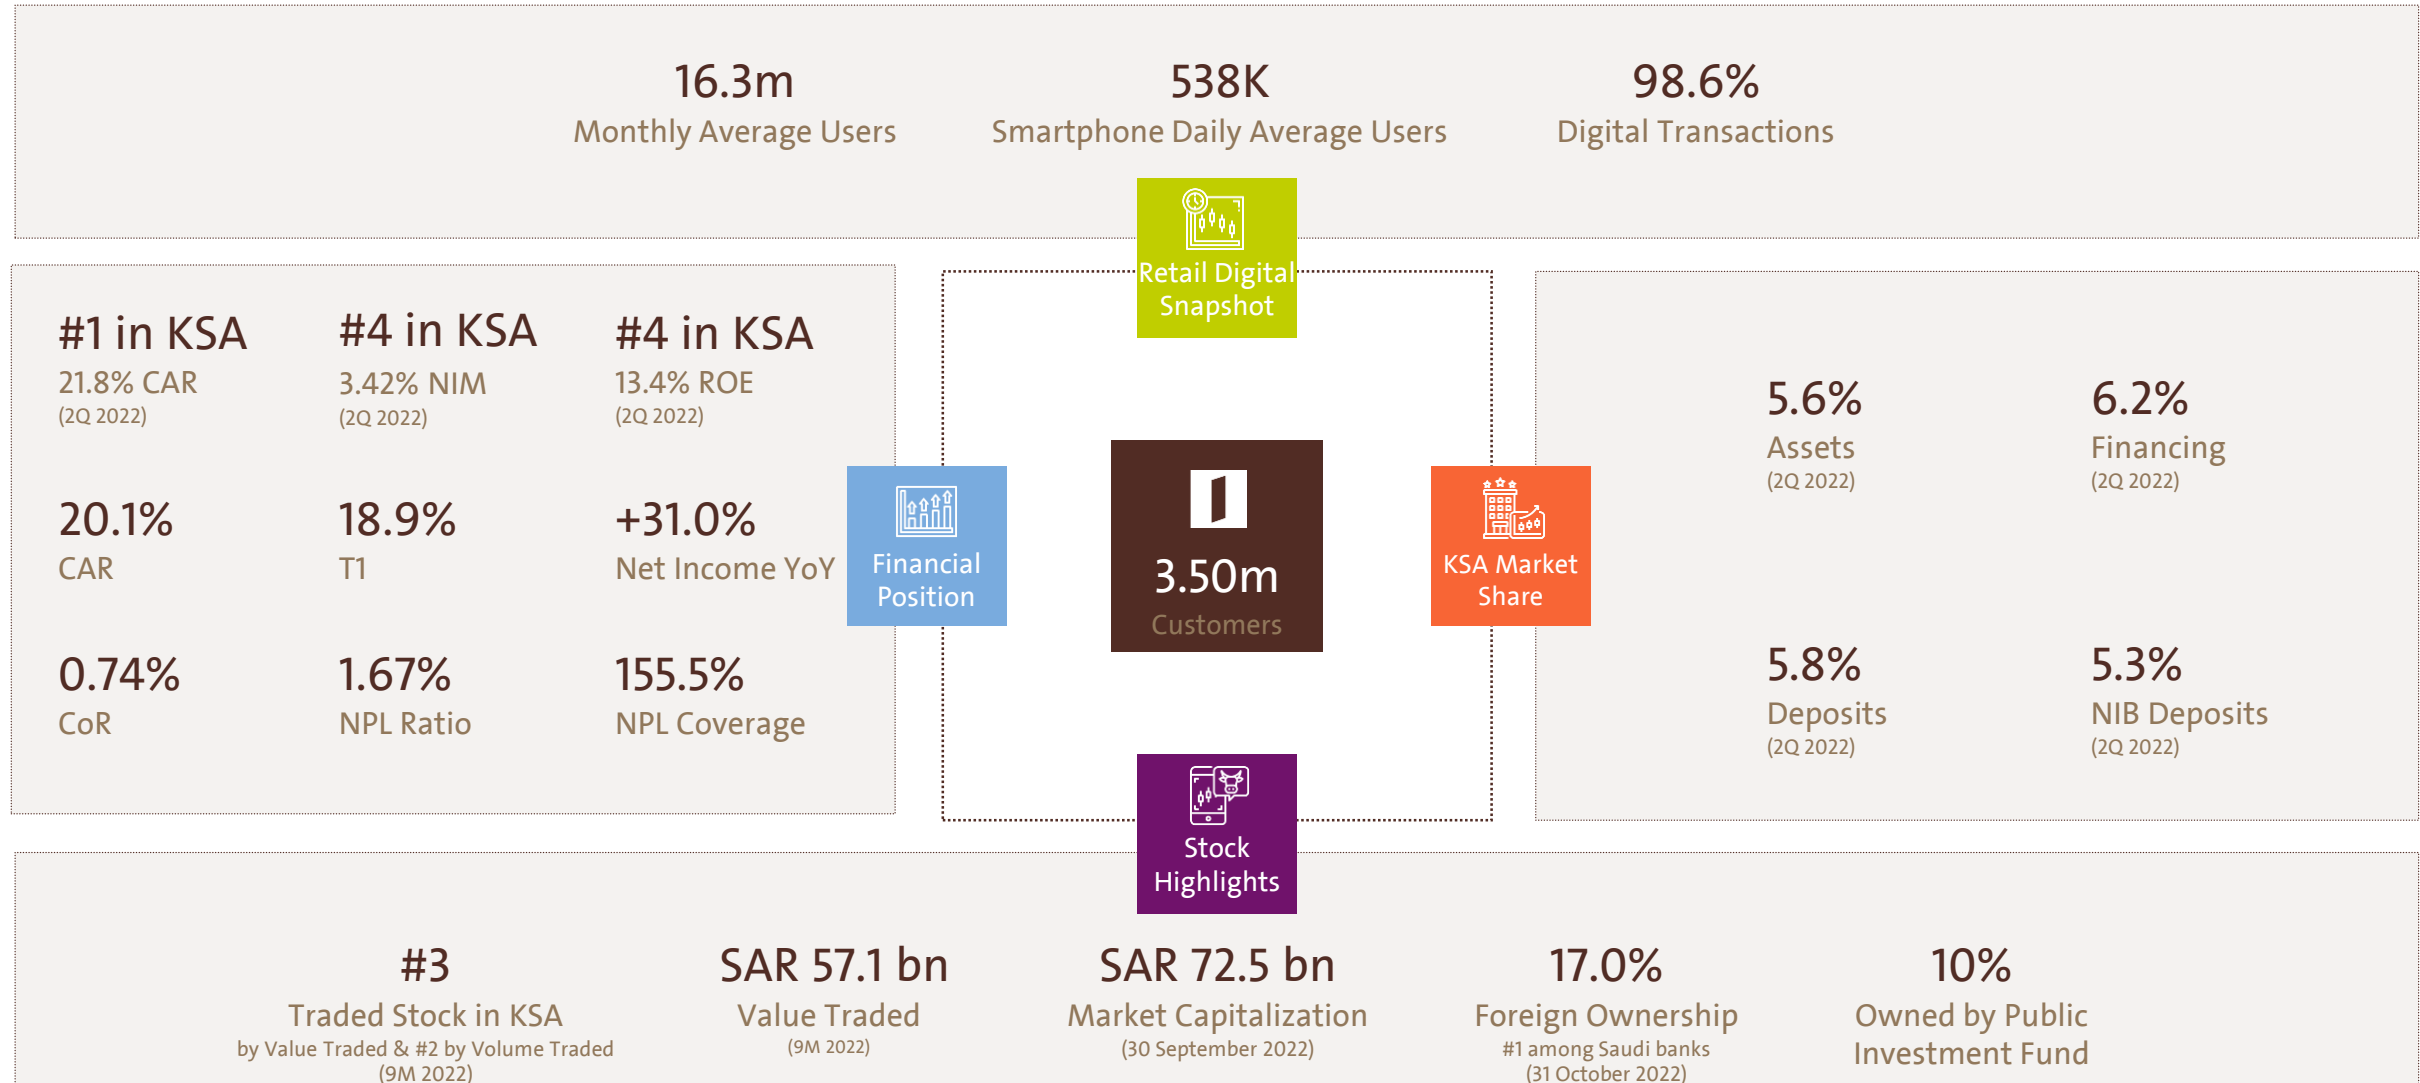 16.3m
Monthly Average Users
538K
Smartphone Daily Average Users
98.6%
Digital Transactions
Retail Digital
Snapshot
#1 in KSA
21.8% CAR
(2Q 2022)
#4 in KSA
3.42% NIM
(2Q 2022)
#4 in KSA
13.4% ROE
(2Q 2022)
20.1%
CAR
18.9%
T1
+31.0%
Net Income YoY
0.74%
CoR
1.67%
NPL Ratio
155.5%
NPL Coverage
Financial
Position
3.50m
Customers
KSA Market
Share
5.6%
Assets
(2Q 2022)
6.2%
Financing
(2Q 2022)
5.8%
Deposits
(2Q 2022)
5.3%
NIB Deposits
(2Q 2022)
Stock
Highlights
#3
Traded Stock in KSA
by Value Traded & #2 by Volume Traded
(9M 2022)
SAR 57.1 bn
Value Traded
(9M 2022)
SAR 72.5 bn
Market Capitalization
(30 September 2022)
17.0%
Foreign Ownership
#1 among Saudi banks
(31 October 2022)
10%
Owned by Public
Investment Fund